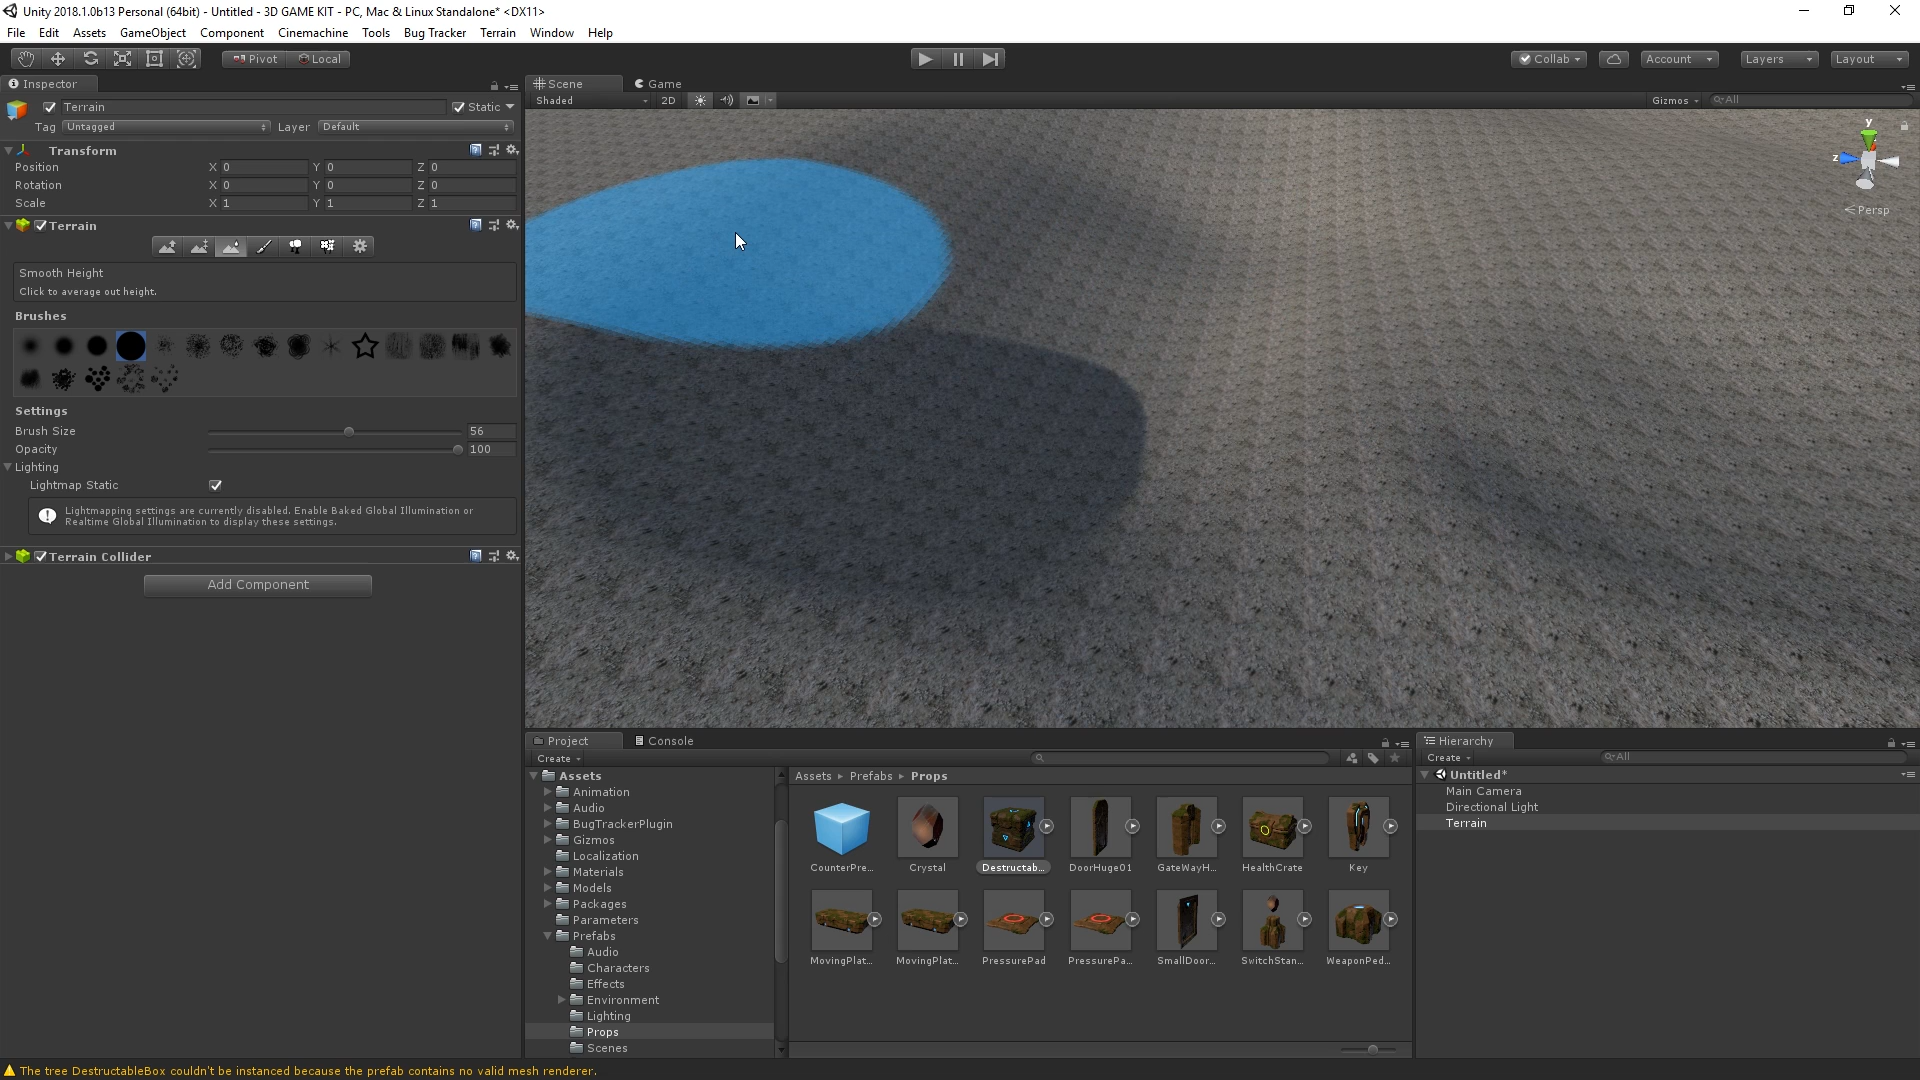 Unity 2018.1.0b13 Personal (64bit) - Untitled - 3D GAME KIT - PC, Mac & Linux Standalone* <DX11>
File Edit Assets GameObject Component Cinemachine Tools Bug Tracker Terrain Window Help
Pivot Local Collab Account Layers Layout
Inspector
Terrain Static
Tag Untagged Layer Default
Transform
Position X 0 Y 0 Z 0
Rotation X 0 Y 0 Z 0
Scale X 1 Y 1 Z 1
Terrain
Smooth Height
Click to average out height.
Brushes
Settings
Brush Size 56
Opacity 100
Lighting
Lightmap Static
Lightmapping settings are currently disabled. Enable Baked Global Illumination or
Realtime Global Illumination to display these settings.
Terrain Collider
Add Component
Scene Game
Shaded 2D Gizmos All
y
z
Persp
Project Console
Create
Assets
Animation
Audio
BugTrackerPlugin
Gizmos
Localization
Materials
Models
Packages
Parameters
Prefabs
Audio
Characters
Effects
Environment
Lighting
Props
Scenes
Assets Prefabs Props
CounterPre... Crystal Destructab... DoorHuge01 GateWayH... HealthCrate Key
MovingPlat... MovingPlat... PressurePad PressurePa... SmallDoor... SwitchStan... WeaponPed...
Hierarchy
Create All
Untitled*
Main Camera
Directional Light
Terrain
The tree DestructableBox couldn't be instanced because the prefab contains no valid mesh renderer.